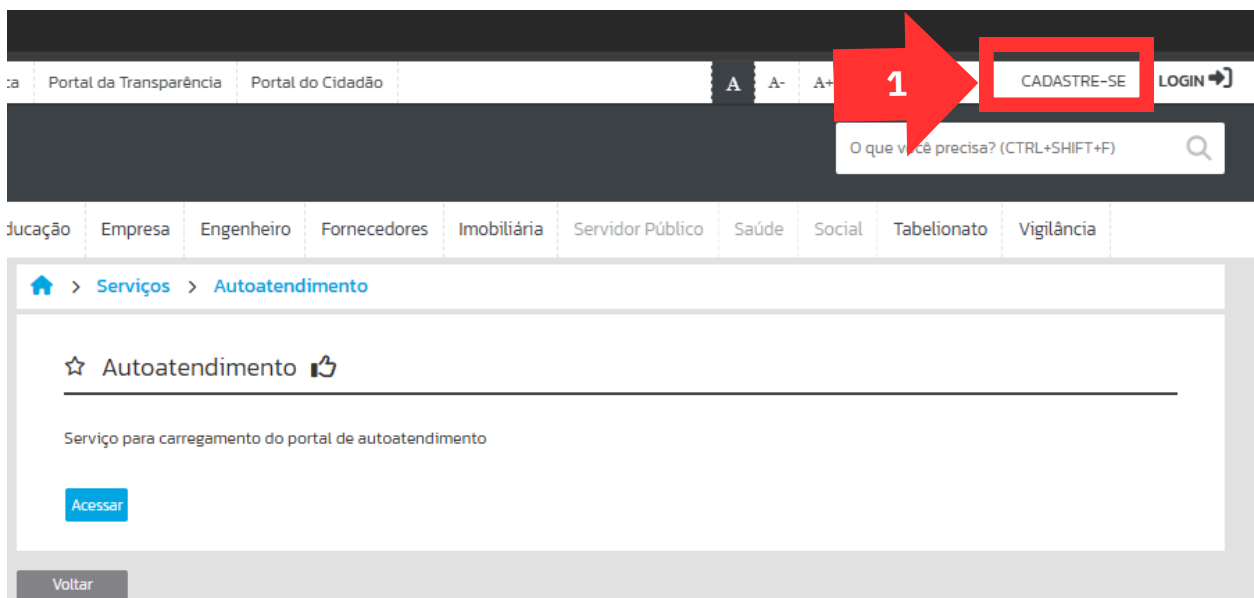 ca Portal da Transparência Portal do Cidadão A A- A+ 1 CADASTRE-SE LOGIN
O que você precisa? (CTRL+SHIFT+F)
ducação Empresa Engenheiro Fornecedores Imobiliária Servidor Público Saúde Social Tabelionato Vigilância
> Serviços > Autoatendimento
Autoatendimento
Serviço para carregamento do portal de autoatendimento
Acessar
Voltar